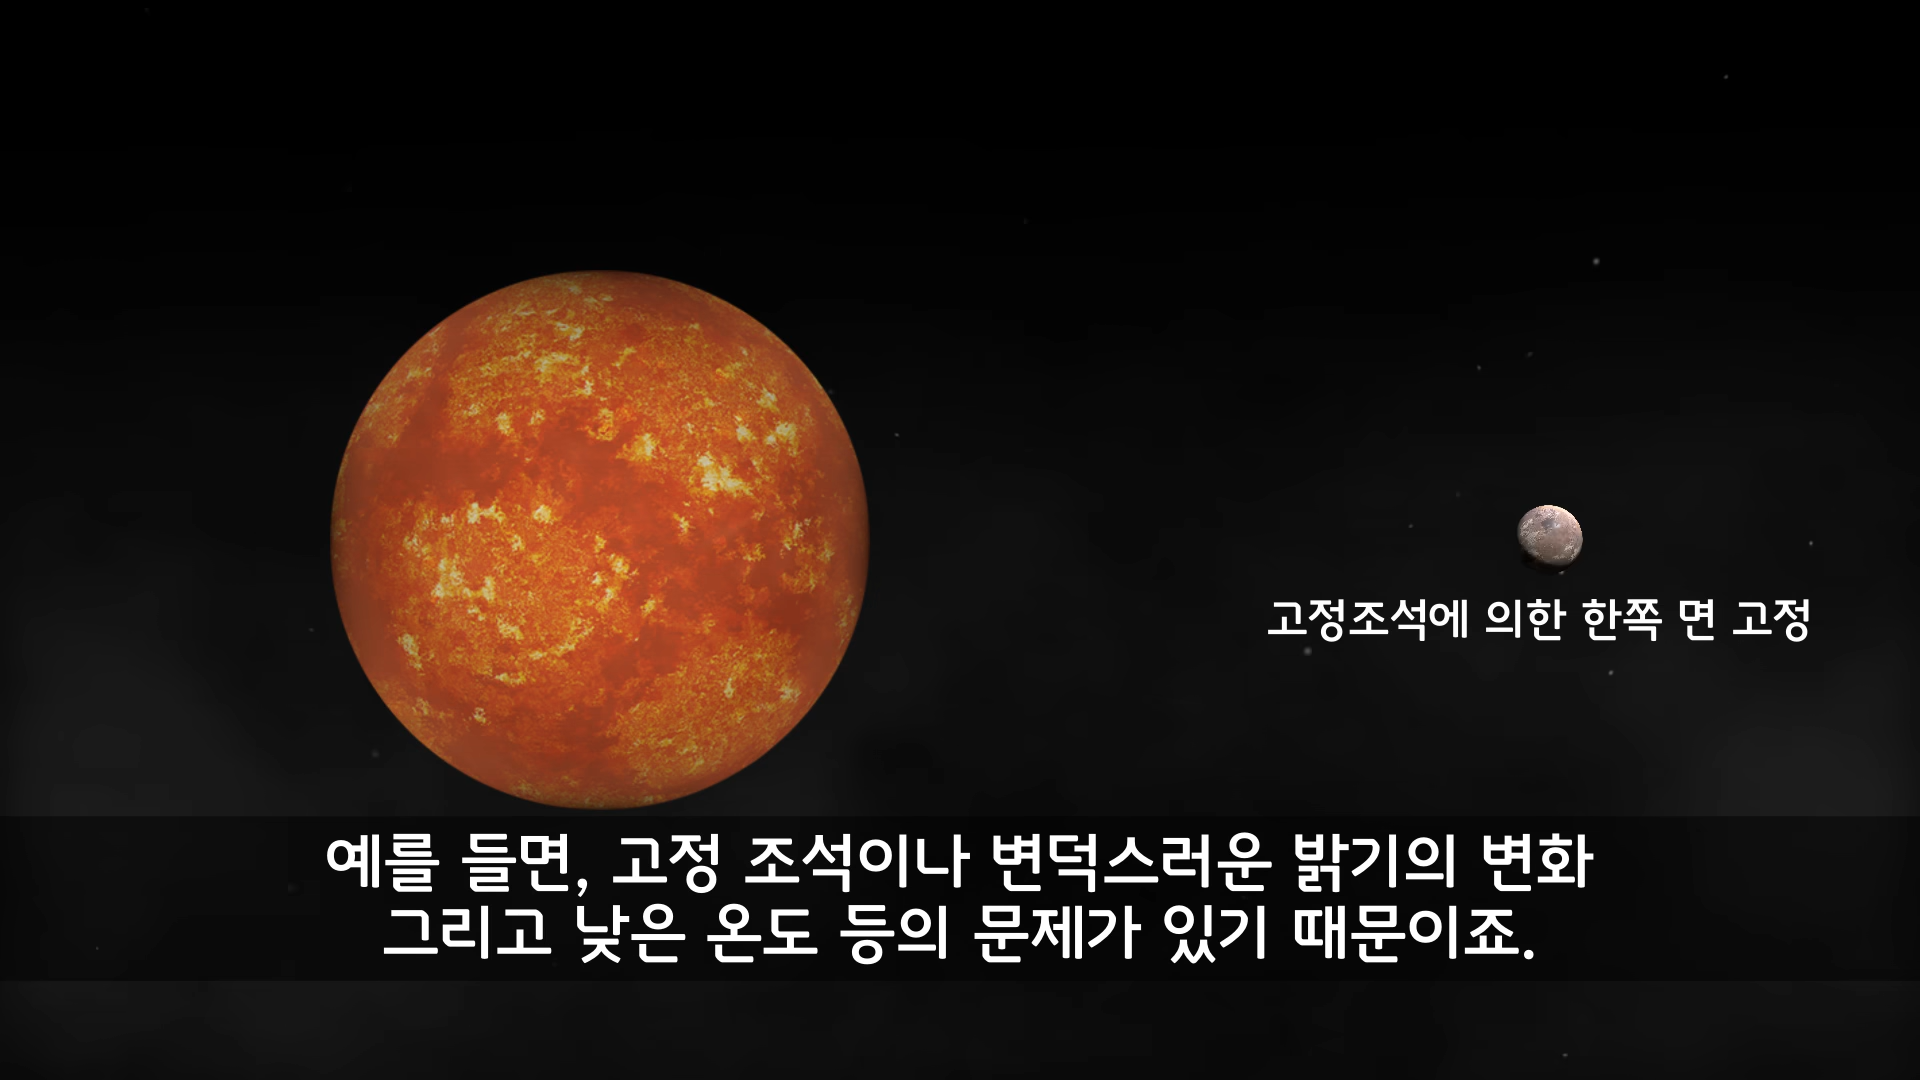 고정조석에 의한 한쪽 면 고정
예를 들면, 고정 조석이나 변덕스러운 밝기의 변화
그리고 낮은 온도 등의 문제가 있기 때문이죠.